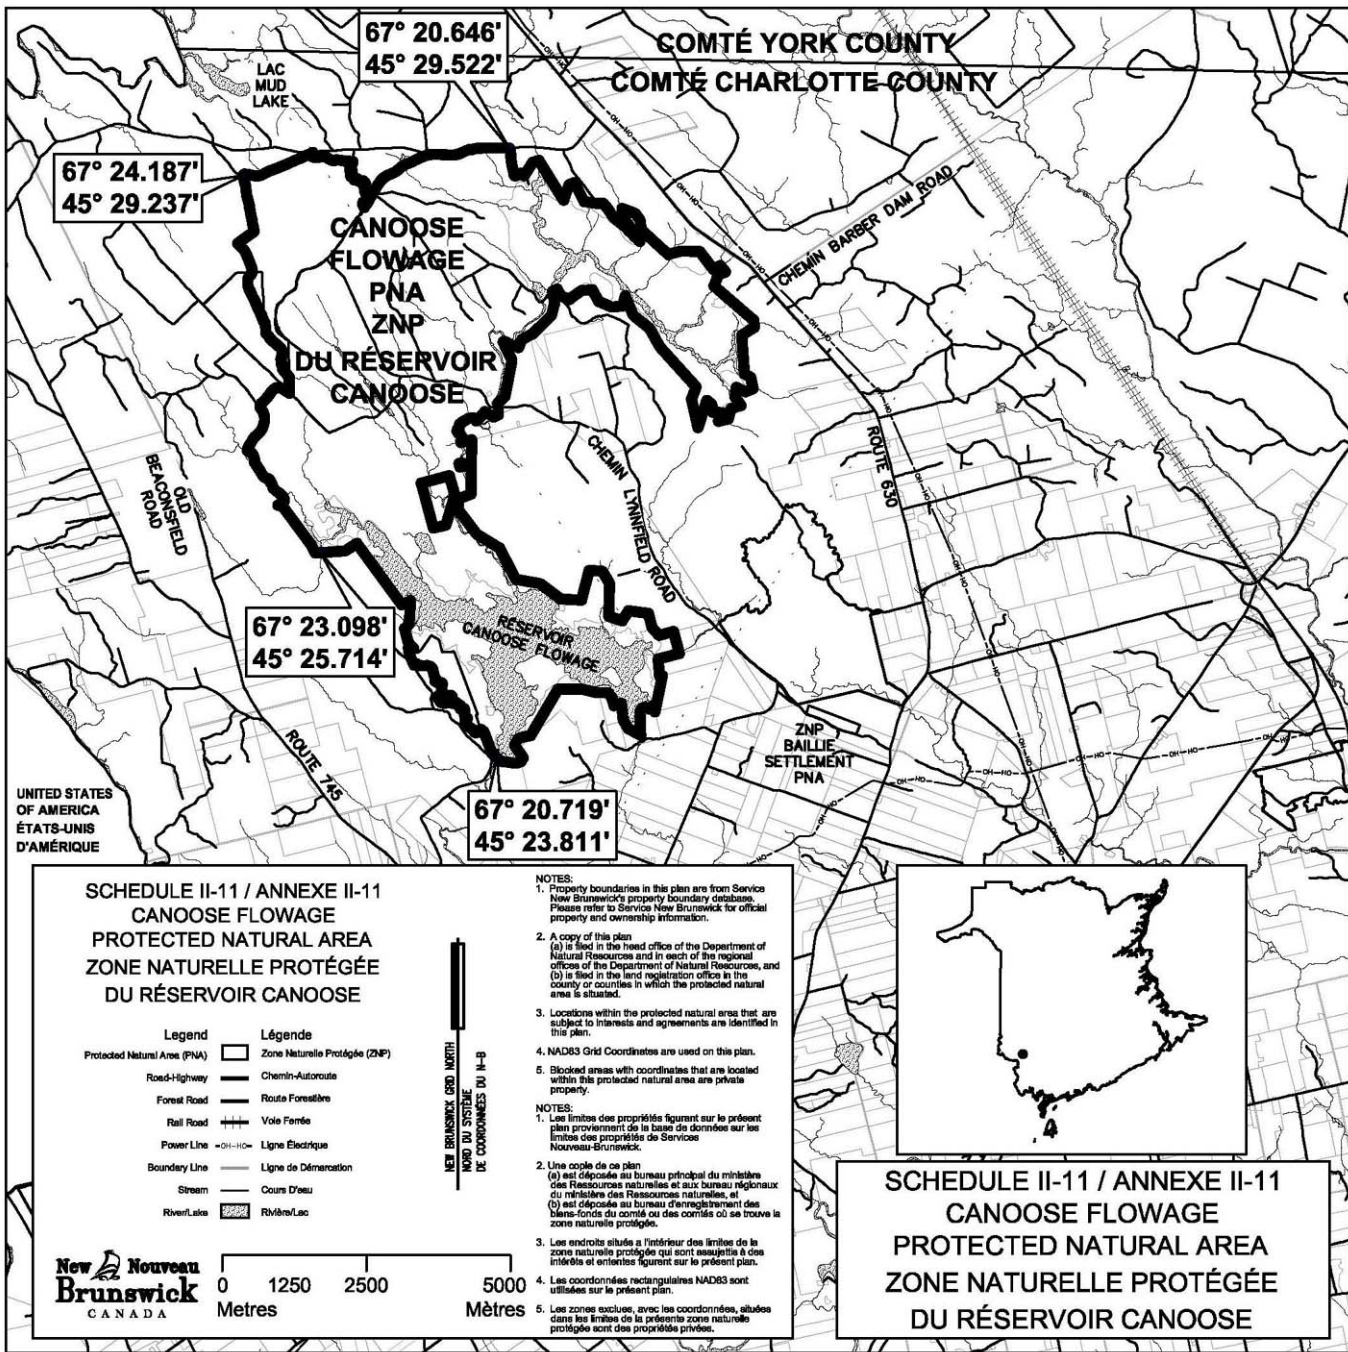 67° 20.646'
45° 29.522'
COMTÉ YORK COUNTY
COMTÉ CHARLOTTE COUNTY
LAC
MUD
LAKE
67° 24.187'
45° 29.237'
CANOOSE
FLOWAGE
PNA
ZNP
DU RÉSERVOIR
CANOOSE
CHEMIN BARBER DAM ROAD
OLD
BEACONSFIELD
ROAD
CHEMIN LYNNFIELD ROAD
ROUTE 630
67° 23.098'
45° 25.714'
RÉSERVOIR
CANOOSE FLOWAGE
ROUTE 745
ZNP
BAILLIE
SETTLEMENT
PNA
UNITED STATES
OF AMERICA
ÉTATS-UNIS
D'AMÉRIQUE
67° 20.719'
45° 23.811'
SCHEDULE II-11 / ANNEXE II-11
CANOOSE FLOWAGE
PROTECTED NATURAL AREA
ZONE NATURELLE PROTÉGÉE
DU RÉSERVOIR CANOOSE
Legend Légende
Protected Natural Area (PNA) Zone Naturelle Protégée (ZNP)
Road-Highway Chemin-Autoroute
Forest Road Route Forestière
Rail Road Voie Ferrée
Power Line -OH-HO- Ligne Électrique
Boundary Line Ligne de Démarcation
Stream Cours D'eau
River/Lake Rivière/Lac
NEW BRUNSWICK GRID NORTH
NORD DU SYSTÈME
DE COORDONNÉES DU N-B
New Nouveau
Brunswick
CANADA
0 1250 2500 5000
Metres Mètres
NOTES:
1. Property boundaries in this plan are from Service
New Brunswick's property boundary database.
Please refer to Service New Brunswick for official
property and ownership information.
2. A copy of this plan
(a) is filed in the head office of the Department of
Natural Resources and in each of the regional
offices of the Department of Natural Resources, and
(b) is filed in the land registration office in the
county or counties in which the protected natural
area is situated.
3. Locations within the protected natural area that are
subject to interests and agreements are identified in
this plan.
4. NAD83 Grid Coordinates are used on this plan.
5. Blocked areas with coordinates that are located
within this protected natural area are private
property.
NOTES:
1. Les limites des propriétés figurant sur le présent
plan proviennent de la base de données sur les
limites des propriétés de Services
Nouveau-Brunswick.
2. Une copie de ce plan
(a) est déposée au bureau principal du ministère
des Ressources naturelles et aux bureau régionaux
du ministère des Ressources naturelles, et
(b) est déposée au bureau d'enregistrement des
biens-fonds du comté ou des comtés où se trouve la
zone naturelle protégée.
3. Les endroits situés a l'intérieur des limites de la
zone naturelle protégée qui sont assujettis à des
intérêts et ententes figurent sur le présent plan.
4. Les coordonnées rectangulaires NAD83 sont
utilisées sur le présent plan.
5. Les zones exclues, avec les coordonnées, situées
dans les limites de la présente zone naturelle
protégée sont des propriétés privées.
SCHEDULE II-11 / ANNEXE II-11
CANOOSE FLOWAGE
PROTECTED NATURAL AREA
ZONE NATURELLE PROTÉGÉE
DU RÉSERVOIR CANOOSE